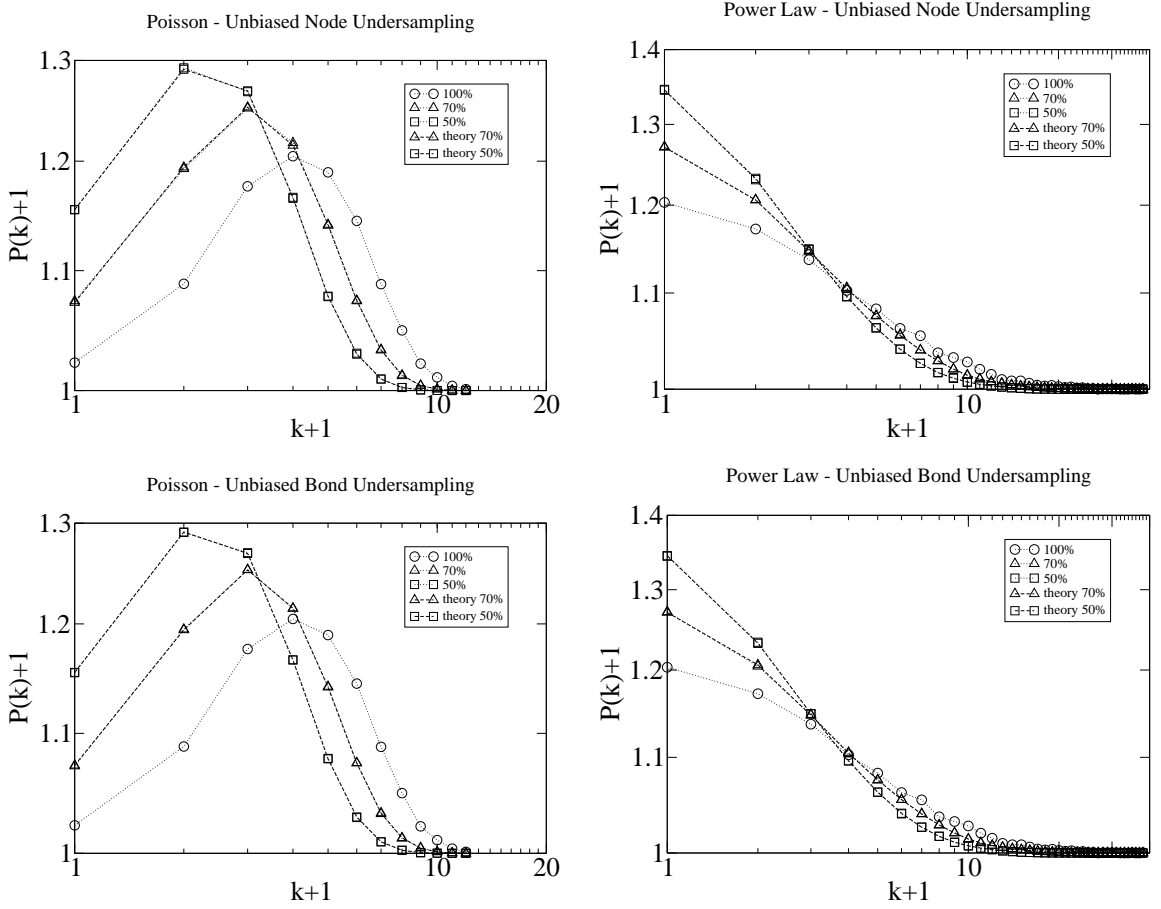 Poisson - Unbiased Node Undersampling
1.3
1.2
1.1
1
P(k)+1
100%
70%
50%
theory 70%
theory 50%
1
10
20
k+1
Power Law - Unbiased Node Undersampling
1.4
1.3
1.2
1.1
1
P(k)+1
100%
70%
50%
theory 70%
theory 50%
1
10
k+1
Poisson - Unbiased Bond Undersampling
1.3
1.2
1.1
1
P(k)+1
100%
70%
50%
theory 70%
theory 50%
1
10
20
k+1
Power Law - Unbiased Bond Undersampling
1.4
1.3
1.2
1.1
1
P(k)+1
100%
70%
50%
theory 70%
theory 50%
1
10
k+1